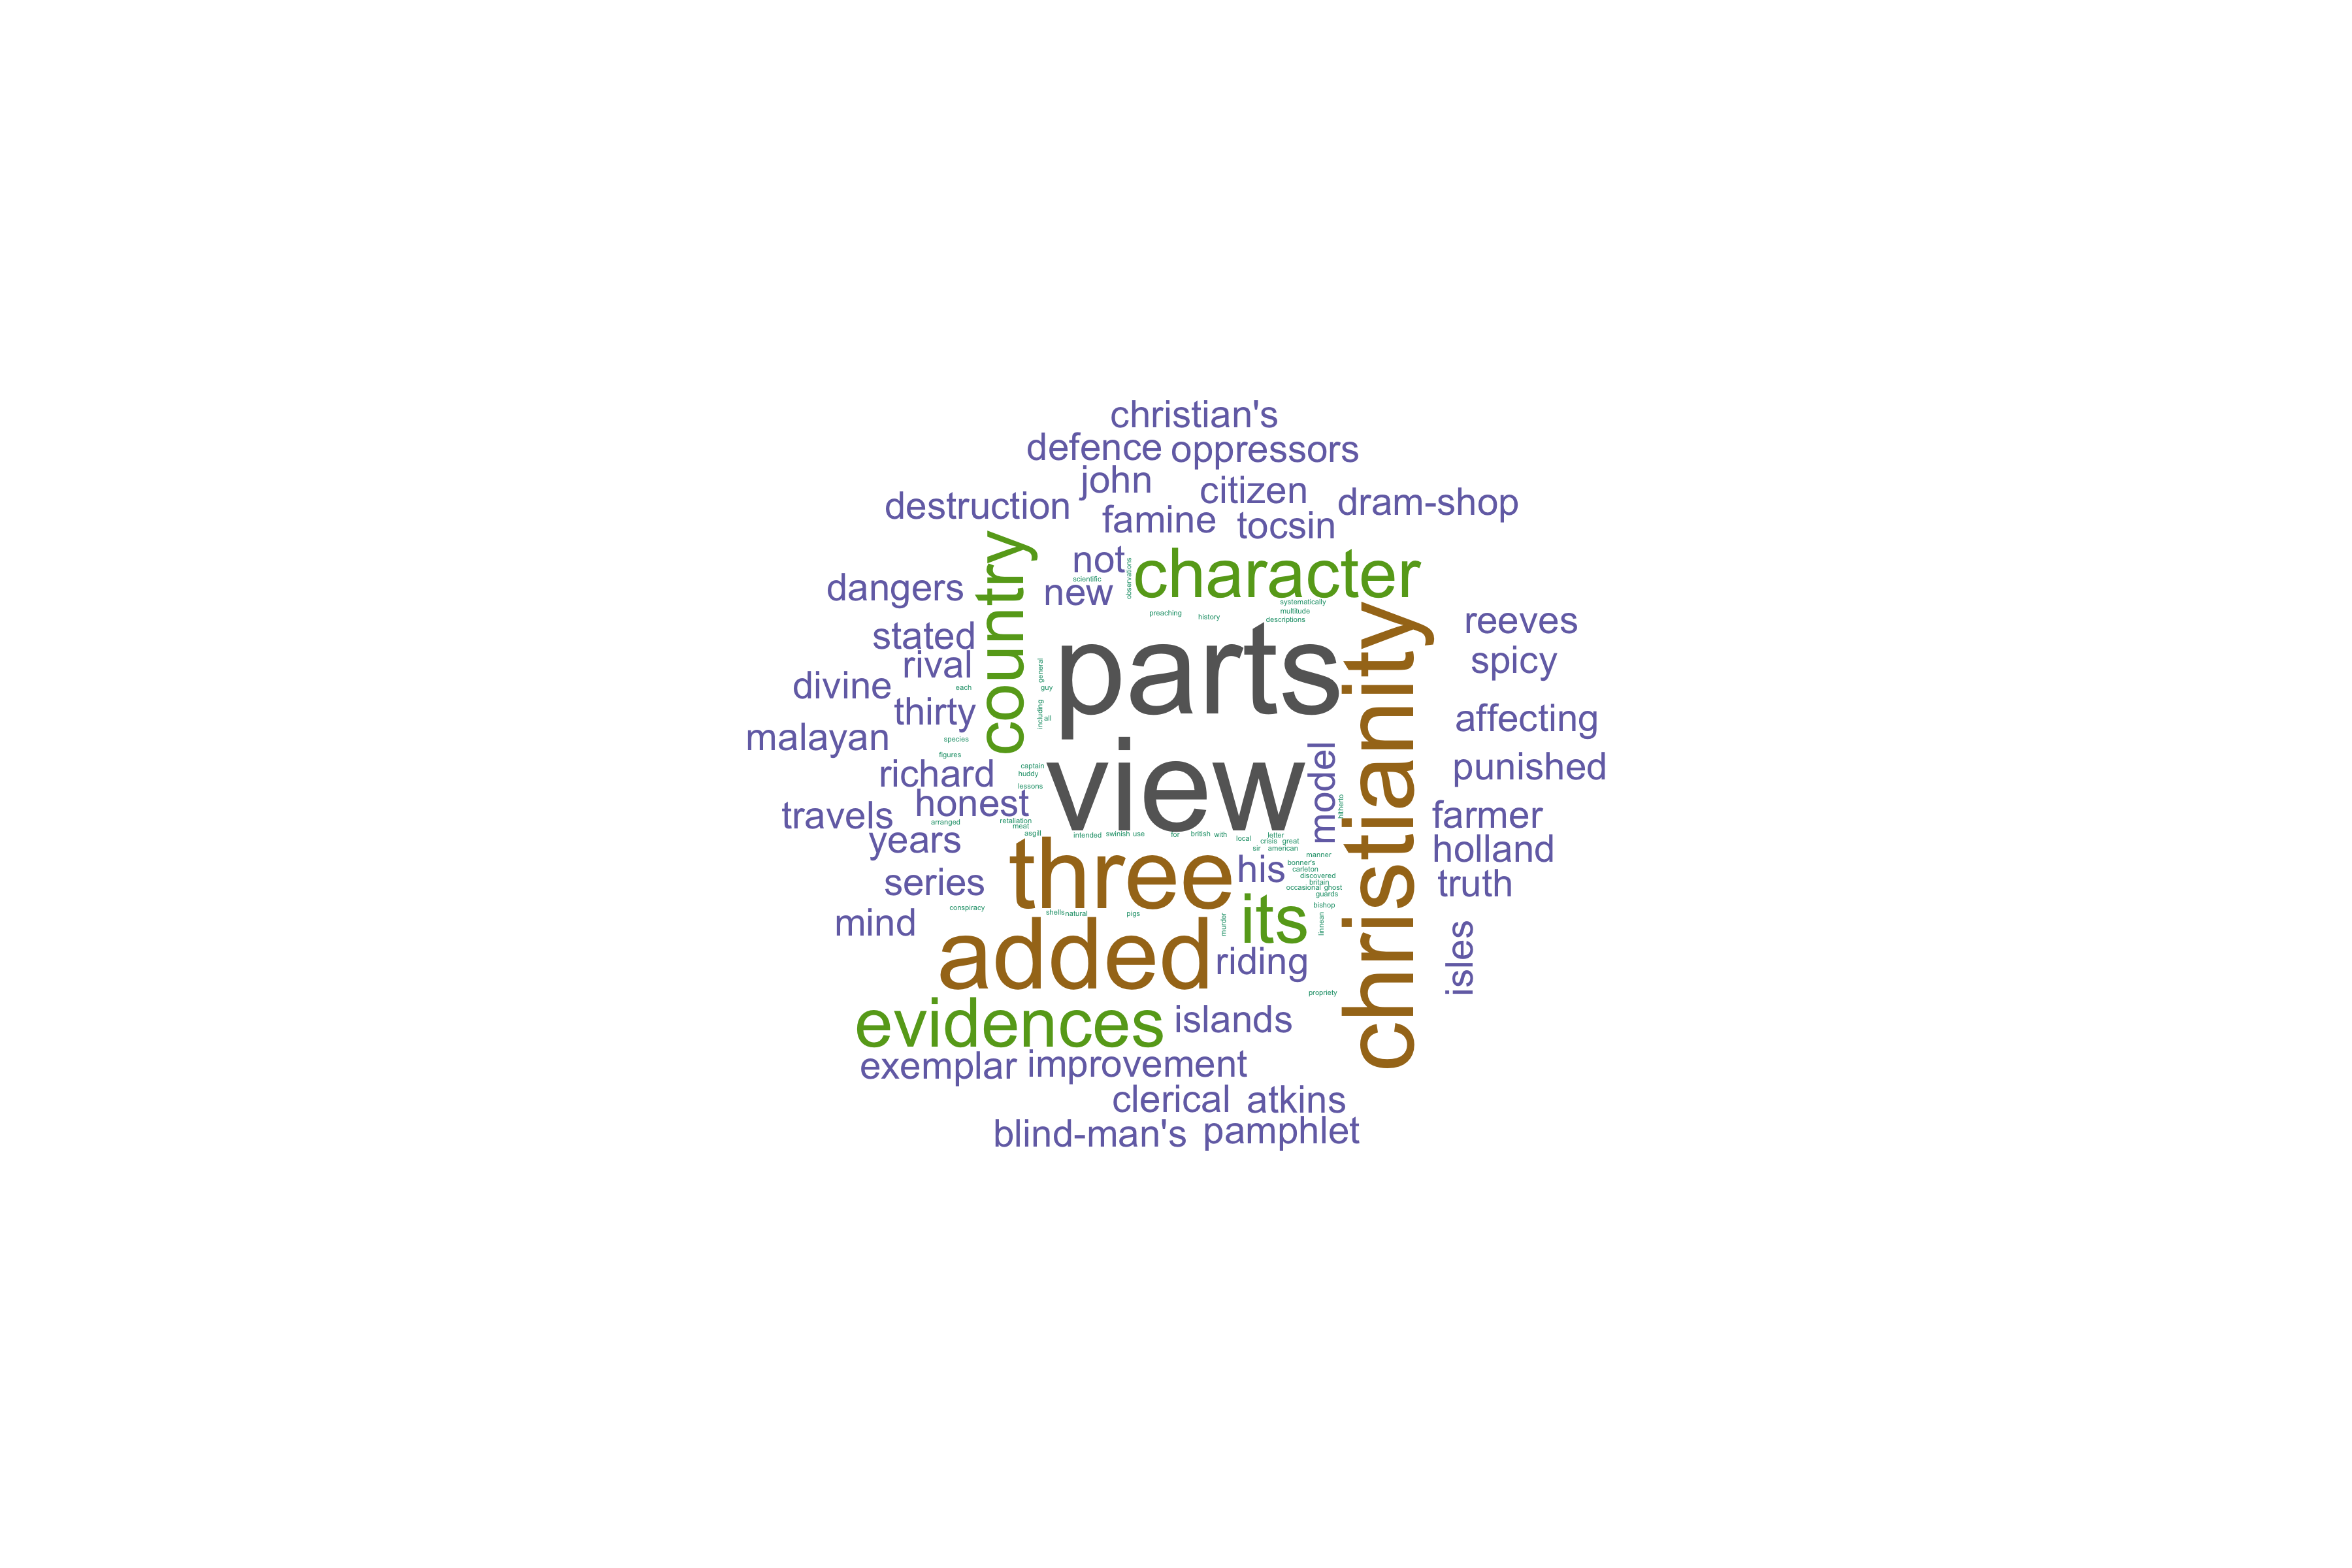 christian's
defence oppressors
john citizen
destruction dram-shop
famine tocsin
not character
scientific
observations
country
dangers new
systematically
multitude
preaching history descriptions
reeves
stated
rival
spicy
parts
christianity
divine each
general
guy
thirty
including
all
affecting
malayan
species
figures
view
model
richard
captain
huddy
punished
lessons
honest
hitherto
travels
arranged
retaliation
meat
farmer
years
asgill intended swinish use for british with local letter
crisis great
sir american
holland
manner
three his
bonner's
carleton
discovered
britain
occasional ghost
guards
series
truth
conspiracy
shells natural pigs
bishop
murder
its
linnean
mind
isles
added riding
propriety
evidences islands
exemplar improvement
clerical atkins
blind-man's pamphlet